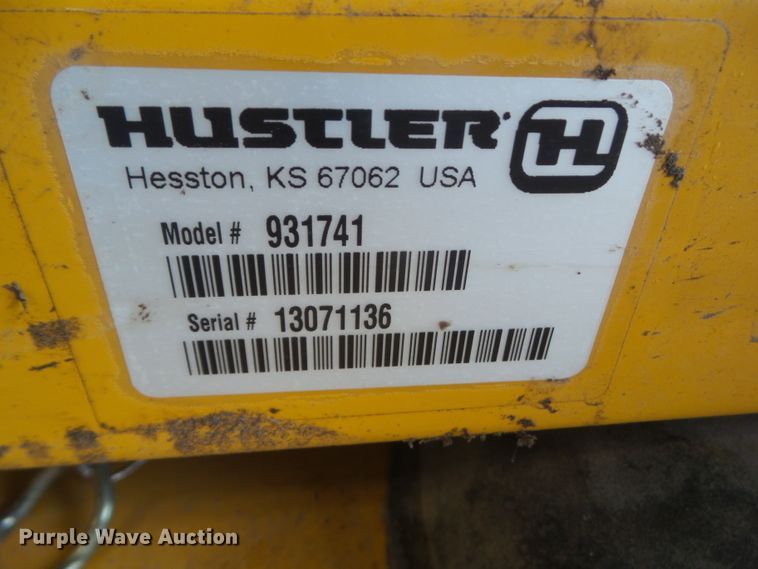 HUSTLER H
Hesston, KS 67062 USA
Model # 931741
Serial # 13071136
Purple Wave Auction